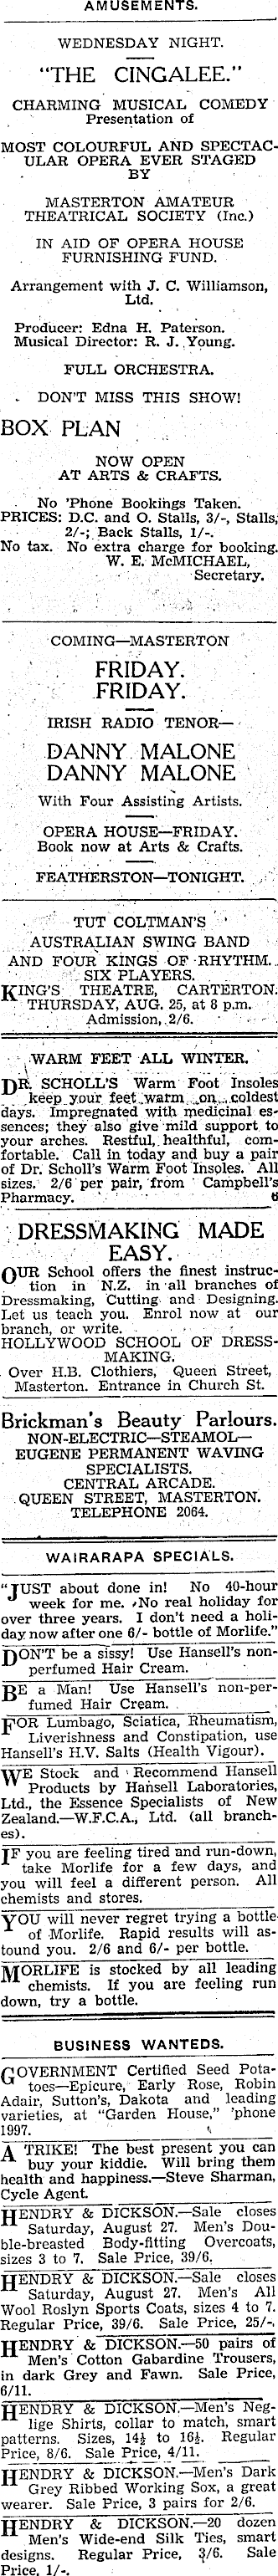 AMUSEMENTS.
WEDNESDAY NIGHT.
"THE CINGALEE."
CHARMING MUSICAL COMEDY
Presentation of
MOST COLOURFUL AND SPECTAC-
ULAR OPERA EVER STAGED
BY
MASTERTON AMATEUR
THEATRICAL SOCIETY (Inc.)
IN AID OF OPERA HOUSE
FURNISHING FUND.
Arrangement with J. C. Williamson,
Ltd.
Producer: Edna H. Paterson.
Musical Director: R. J. Young.
FULL ORCHESTRA.
DON'T MISS THIS SHOW!
BOX PLAN
NOW OPEN
AT ARTS & CRAFTS.
No 'Phone Bookings Taken.
PRICES: D.C. and O. Stalls, 3/-, Stalls,
2/-; Back Stalls, 1/-.
No tax. No extra charge for booking.
W. E. McMICHAEL,
Secretary.
COMING—MASTERTON
FRIDAY.
FRIDAY.
IRISH RADIO TENOR—
DANNY MALONE
DANNY MALONE
With Four Assisting Artists.
OPERA HOUSE—FRIDAY.
Book now at Arts & Crafts.
FEATHERSTON—TONIGHT.
TUT COLTMAN'S
AUSTRALIAN SWING BAND
AND FOUR KINGS OF RHYTHM.
SIX PLAYERS.
KING'S THEATRE, CARTERTON.
THURSDAY, AUG. 25, at 8 p.m.
Admission, 2/6.
WARM FEET ALL WINTER.
DR. SCHOLL'S Warm Foot Insoles
keep your feet warm on coldest
days. Impregnated with medicinal es-
sences; they also give mild support to
your arches. Restful, healthful, com-
fortable. Call in today and buy a pair
of Dr. Scholl's Warm Foot Insoles. All
sizes. 2/6 per pair, from Campbell's
Pharmacy.
DRESSMAKING MADE
EASY.
OUR School offers the finest instruc-
tion in N.Z. in all branches of
Dressmaking, Cutting and Designing.
Let us teach you. Enrol now at our
branch, or write.
HOLLYWOOD SCHOOL OF DRESS-
MAKING.
Over H.B. Clothiers, Queen Street,
Masterton. Entrance in Church St.
Brickman's Beauty Parlours.
NON-ELECTRIC—STEAMOL—
EUGENE PERMANENT WAVING
SPECIALISTS.
CENTRAL ARCADE.
QUEEN STREET, MASTERTON.
TELEPHONE 2064.
WAIRARAPA SPECIALS.
"JUST about done in! No 40-hour
week for me. No real holiday for
over three years. I don't need a holi-
day now after one 6/- bottle of Morlife."
DON'T be a sissy! Use Hansell's non-
perfumed Hair Cream.
BE a Man! Use Hansell's non-per-
fumed Hair Cream.
FOR Lumbago, Sciatica, Rheumatism,
Liverishness and Constipation, use
Hansell's H.V. Salts (Health Vigour).
WE Stock and Recommend Hansell
Products by Hansell Laboratories,
Ltd., the Essence Specialists of New
Zealand.—W.F.C.A., Ltd. (all branch-
es).
IF you are feeling tired and run-down,
take Morlife for a few days, and
you will feel a different person. All
chemists and stores.
YOU will never regret trying a bottle
of Morlife. Rapid results will as-
tound you. 2/6 and 6/- per bottle.
MORLIFE is stocked by all leading
chemists. If you are feeling run
down, try a bottle.
BUSINESS WANTEDS.
GOVERNMENT Certified Seed Pota-
toes—Epicure, Early Rose, Robin
Adair, Sutton's, Dakota and leading
varieties, at "Garden House," 'phone
1997.
A TRIKE! The best present you can
buy your kiddie. Will bring them
health and happiness.—Steve Sharman,
Cycle Agent.
HENDRY & DICKSON.—Sale closes
Saturday, August 27. Men's Dou-
ble-breasted Body-fitting Overcoats,
sizes 3 to 7. Sale Price, 39/6.
HENDRY & DICKSON.—Sale closes
Saturday, August 27. Men's All
Wool Roslyn Sports Coats, sizes 4 to 7.
Regular Price, 39/6. Sale Price, 25/-.
HENDRY & DICKSON.—50 pairs of
Men's Cotton Gabardine Trousers,
in dark Grey and Fawn. Sale Price,
6/11.
HENDRY & DICKSON.—Men's Neg-
lige Shirts, collar to match, smart
patterns. Sizes, 14½ to 16½. Regular
Price, 8/6. Sale Price, 4/11.
HENDRY & DICKSON.—Men's Dark
Grey Ribbed Working Sox, a great
wearer. Sale Price, 3 pairs for 2/6.
HENDRY & DICKSON.—20 dozen
Men's Wide-end Silk Ties, smart
designs. Regular Price, 3/6. Sale
Price, 1/-.